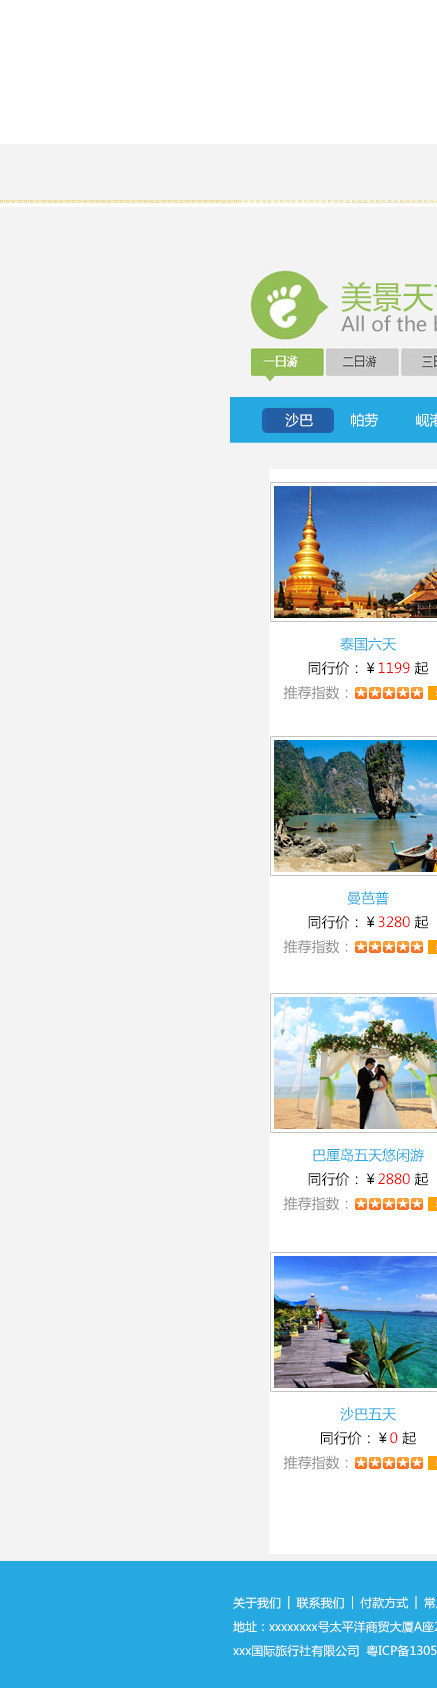 美景天
All of the
一日游 二日游
沙巴 帕劳 岘
泰国六天
同行价：￥1199 起
推荐指数：
曼芭普
同行价：￥3280 起
推荐指数：
巴厘岛五天悠闲游
同行价：￥2880 起
推荐指数：
沙巴五天
同行价：￥0 起
推荐指数：
关于我们 | 联系我们 | 付款方式 | 常
地址：xxxxxxxx号太平洋商贸大厦A座2
xxx国际旅行社有限公司 粤ICP备1305